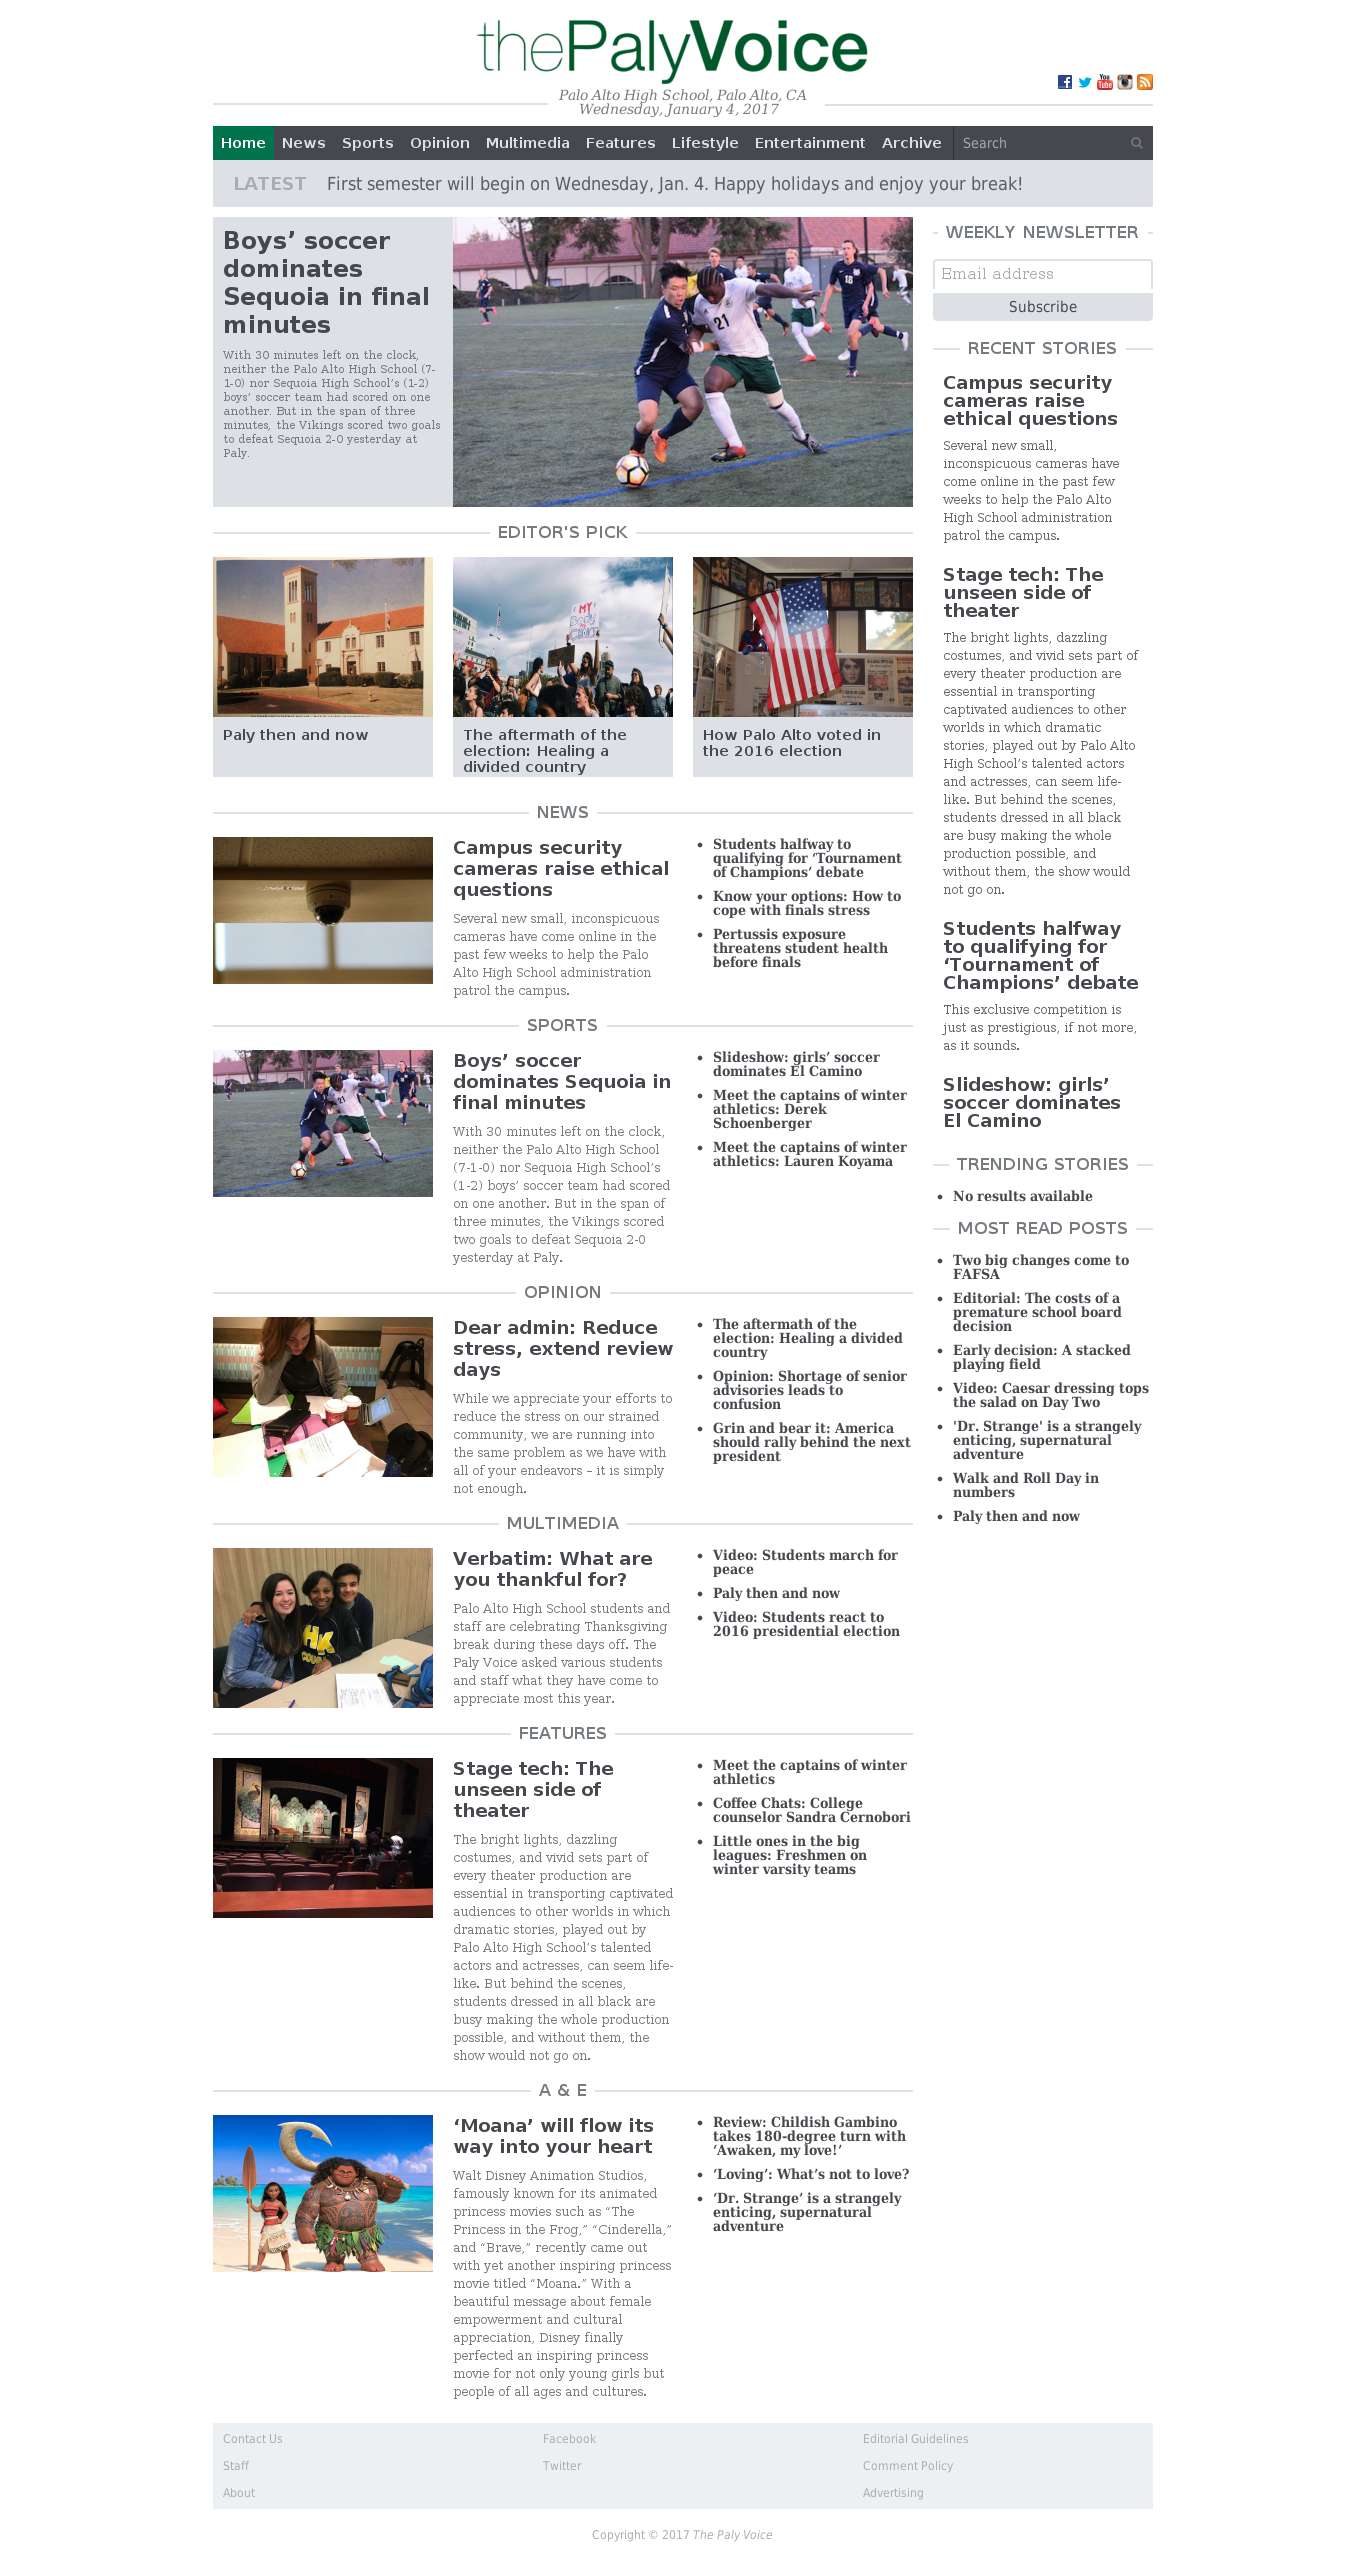 thePalyVoice
Palo Alto High School, Palo Alto, CA
Wednesday, January 4, 2017
Home News Sports Opinion Multimedia Features Lifestyle Entertainment Archive Search
LATEST First semester will begin on Wednesday, Jan. 4. Happy holidays and enjoy your break!
Boys’ soccer
dominates
Sequoia in final
minutes
With 30 minutes left on the clock,
neither the Palo Alto High School (7-
1-0) nor Sequoia High School’s (1-2)
boys’ soccer team had scored on one
another. But in the span of three
minutes, the Vikings scored two goals
to defeat Sequoia 2-0 yesterday at
Paly.
21
18
EDITOR'S PICK
MY
BODY
MY
CHOICE
Paly then and now
The aftermath of the
election: Healing a
divided country
How Palo Alto voted in
the 2016 election
NEWS
Campus security
cameras raise ethical
questions
Several new small, inconspicuous
cameras have come online in the
past few weeks to help the Palo
Alto High School administration
patrol the campus.
• Students halfway to
qualifying for ‘Tournament
of Champions’ debate
• Know your options: How to
cope with finals stress
• Pertussis exposure
threatens student health
before finals
SPORTS
Boys’ soccer
dominates Sequoia in
final minutes
With 30 minutes left on the clock,
neither the Palo Alto High School
(7-1-0) nor Sequoia High School’s
(1-2) boys’ soccer team had scored
on one another. But in the span of
three minutes, the Vikings scored
two goals to defeat Sequoia 2-0
yesterday at Paly.
• Slideshow: girls’ soccer
dominates El Camino
• Meet the captains of winter
athletics: Derek
Schoenberger
• Meet the captains of winter
athletics: Lauren Koyama
OPINION
Dear admin: Reduce
stress, extend review
days
While we appreciate your efforts to
reduce the stress on our strained
community, we are running into
the same problem as we have with
all of your endeavors – it is simply
not enough.
• The aftermath of the
election: Healing a divided
country
• Opinion: Shortage of senior
advisories leads to
confusion
• Grin and bear it: America
should rally behind the next
president
MULTIMEDIA
HK
Verbatim: What are
you thankful for?
Palo Alto High School students and
staff are celebrating Thanksgiving
break during these days off. The
Paly Voice asked various students
and staff what they have come to
appreciate most this year.
• Video: Students march for
peace
• Paly then and now
• Video: Students react to
2016 presidential election
FEATURES
Stage tech: The
unseen side of
theater
The bright lights, dazzling
costumes, and vivid sets part of
every theater production are
essential in transporting captivated
audiences to other worlds in which
dramatic stories, played out by
Palo Alto High School’s talented
actors and actresses, can seem life-
like. But behind the scenes,
students dressed in all black are
busy making the whole production
possible, and without them, the
show would not go on.
• Meet the captains of winter
athletics
• Coffee Chats: College
counselor Sandra Cernobori
• Little ones in the big
leagues: Freshmen on
winter varsity teams
A & E
‘Moana’ will flow its
way into your heart
Walt Disney Animation Studios,
famously known for its animated
princess movies such as “The
Princess in the Frog,” “Cinderella,”
and “Brave,” recently came out
with yet another inspiring princess
movie titled “Moana.” With a
beautiful message about female
empowerment and cultural
appreciation, Disney finally
perfected an inspiring princess
movie for not only young girls but
people of all ages and cultures.
• Review: Childish Gambino
takes 180-degree turn with
‘Awaken, my love!’
• ‘Loving’: What’s not to love?
• ‘Dr. Strange’ is a strangely
enticing, supernatural
adventure
WEEKLY NEWSLETTER
Email address
Subscribe
RECENT STORIES
Campus security
cameras raise
ethical questions
Several new small,
inconspicuous cameras have
come online in the past few
weeks to help the Palo Alto
High School administration
patrol the campus.
Stage tech: The
unseen side of
theater
The bright lights, dazzling
costumes, and vivid sets part of
every theater production are
essential in transporting
captivated audiences to other
worlds in which dramatic
stories, played out by Palo Alto
High School’s talented actors
and actresses, can seem life-
like. But behind the scenes,
students dressed in all black
are busy making the whole
production possible, and
without them, the show would
not go on.
Students halfway
to qualifying for
‘Tournament of
Champions’ debate
This exclusive competition is
just as prestigious, if not more,
as it sounds.
Slideshow: girls’
soccer dominates
El Camino
TRENDING STORIES
• No results available
MOST READ POSTS
• Two big changes come to
FAFSA
• Editorial: The costs of a
premature school board
decision
• Early decision: A stacked
playing field
• Video: Caesar dressing tops
the salad on Day Two
• 'Dr. Strange' is a strangely
enticing, supernatural
adventure
• Walk and Roll Day in
numbers
• Paly then and now
Contact Us Facebook Editorial Guidelines
Staff Twitter Comment Policy
About Advertising
Copyright © 2017 The Paly Voice